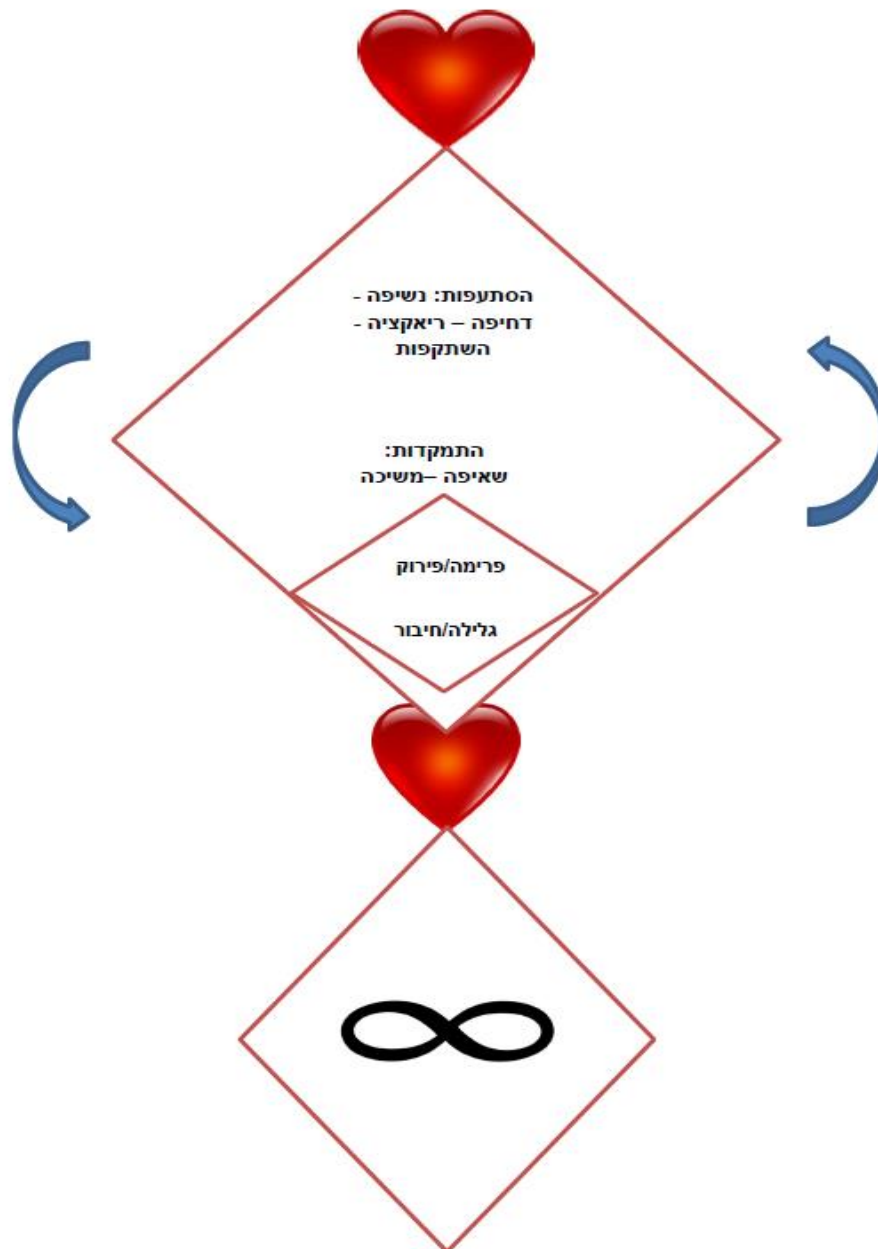 הסתעפות: נשיפה -
דחיפה – ריאקציה -
השתקפות
התמקדות:
שאיפה –משיכה
פרימה/פירוק
גלילה/חיבור